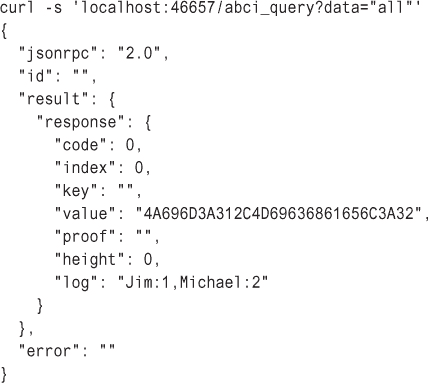 curl -s 'localhost:46657/abci_query?data="all"'
{
  "jsonrpc": "2.0",
  "id": "",
  "result": {
    "response": {
      "code": 0,
      "index": 0,
      "key": "",
      "value": "4A696D3A312C4D69636861656C3A32",
      "proof": "",
      "height": 0,
      "log": "Jim:1,Michael:2"
    }
  },
  "error": ""
}